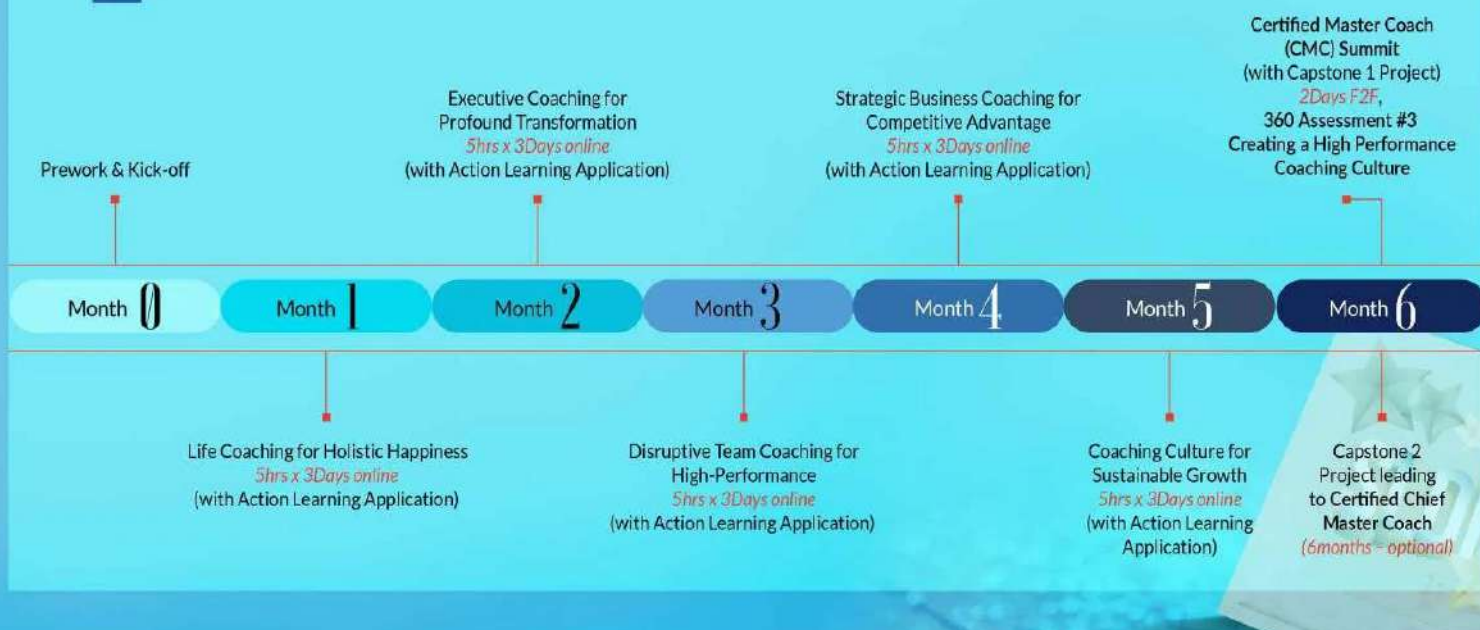 Certified Master Coach
(CMC) Summit
(with Capstone 1 Project)
2Days F2F,
360 Assessment #3
Creating a High Performance
Coaching Culture
Executive Coaching for
Profound Transformation
5hrs x 3Days online
(with Action Learning Application)
Strategic Business Coaching for
Competitive Advantage
5hrs x 3Days online
(with Action Learning Application)
Prework & Kick-off
Month 0
Month 1
Month 2
Month 3
Month 4
Month 5
Month 6
Life Coaching for Holistic Happiness
5hrs x 3Days online
(with Action Learning Application)
Disruptive Team Coaching for
High-Performance
5hrs x 3Days online
(with Action Learning Application)
Coaching Culture for
Sustainable Growth
5hrs x 3Days online
(with Action Learning
Application)
Capstone 2
Project leading
to Certified Chief
Master Coach
(6months – optional)